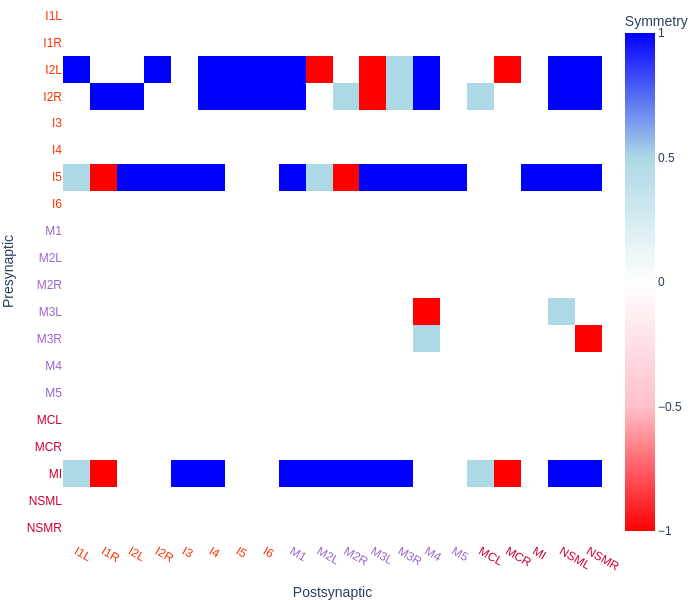 Symmetry
I1L
I1R
I2L
I2R
I3
I4
I5
I6
M1
M2L
M2R
M3L
M3R
M4
M5
MCL
MCR
MI
NSML
NSMR
Presynaptic
I1L I1R I2L I2R I3 I4 I5 I6 M1 M2L M2R M3L M3R M4 M5 MCL MCR MI NSML NSMR
Postsynaptic
1
0.5
0
−0.5
−1